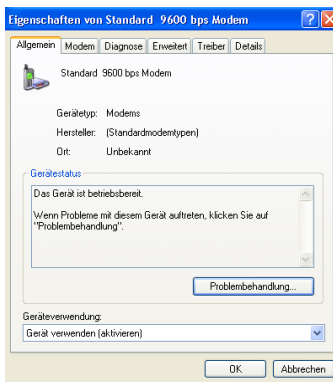 Eigenschaften von Standard 9600 bps Modem
Allgemein Modem Diagnose Erweitert Treiber Details
Standard 9600 bps Modem
Gerätetyp: Modems
Hersteller: (Standardmodemtypen)
Ort: Unbekannt
Gerätestatus
Das Gerät ist betriebsbereit.
Wenn Probleme mit diesem Gerät auftreten, klicken Sie auf
"Problembehandlung".
Problembehandlung...
Geräteverwendung:
Gerät verwenden (aktivieren)
OK Abbrechen